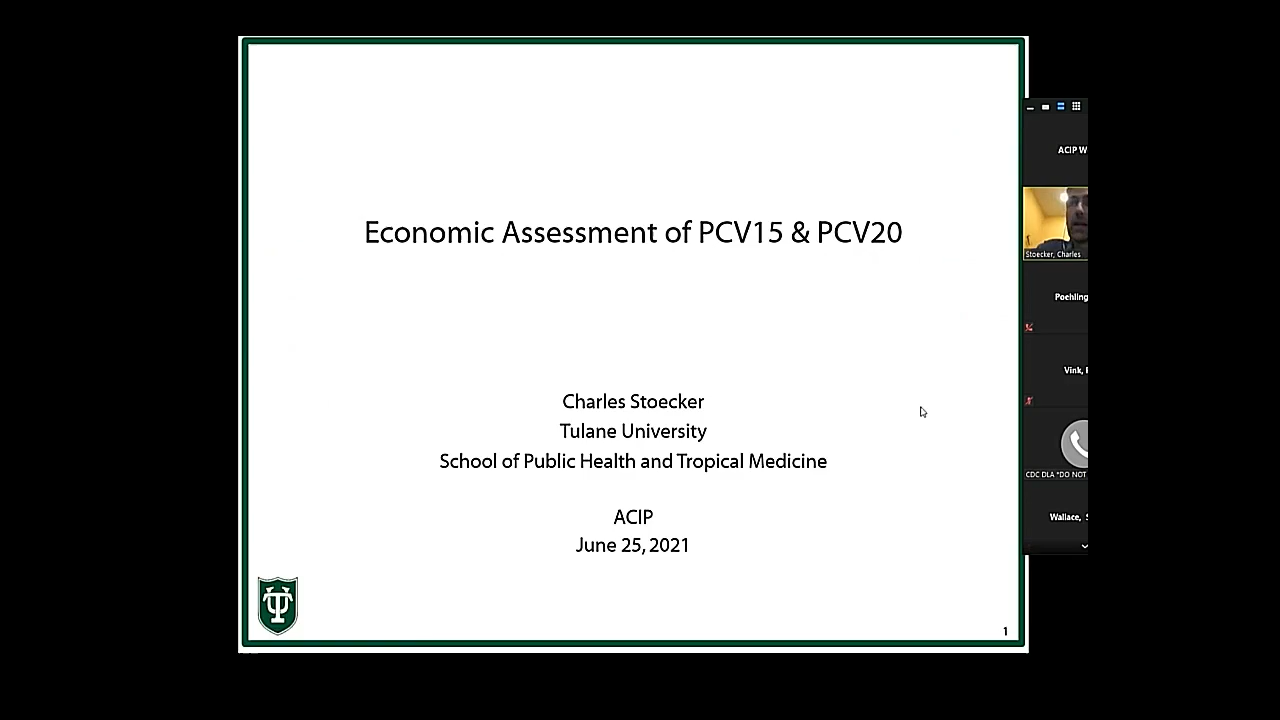 Economic Assessment of PCV15 & PCV20
Charles Stoecker
Tulane University
School of Public Health and Tropical Medicine
ACIP
June 25, 2021
1
ACIP W
Stoecker, Charles
Poehling
Vink,
CDC DLA *DO NOT
Wallace,